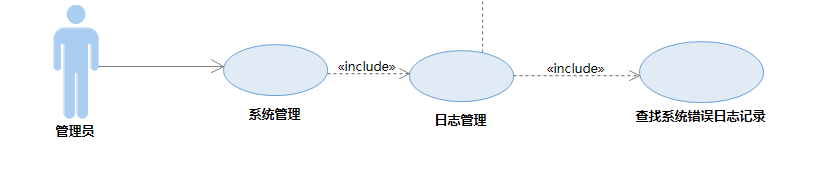 «include»
«include»
系统管理
日志管理
查找系统错误日志记录
管理员